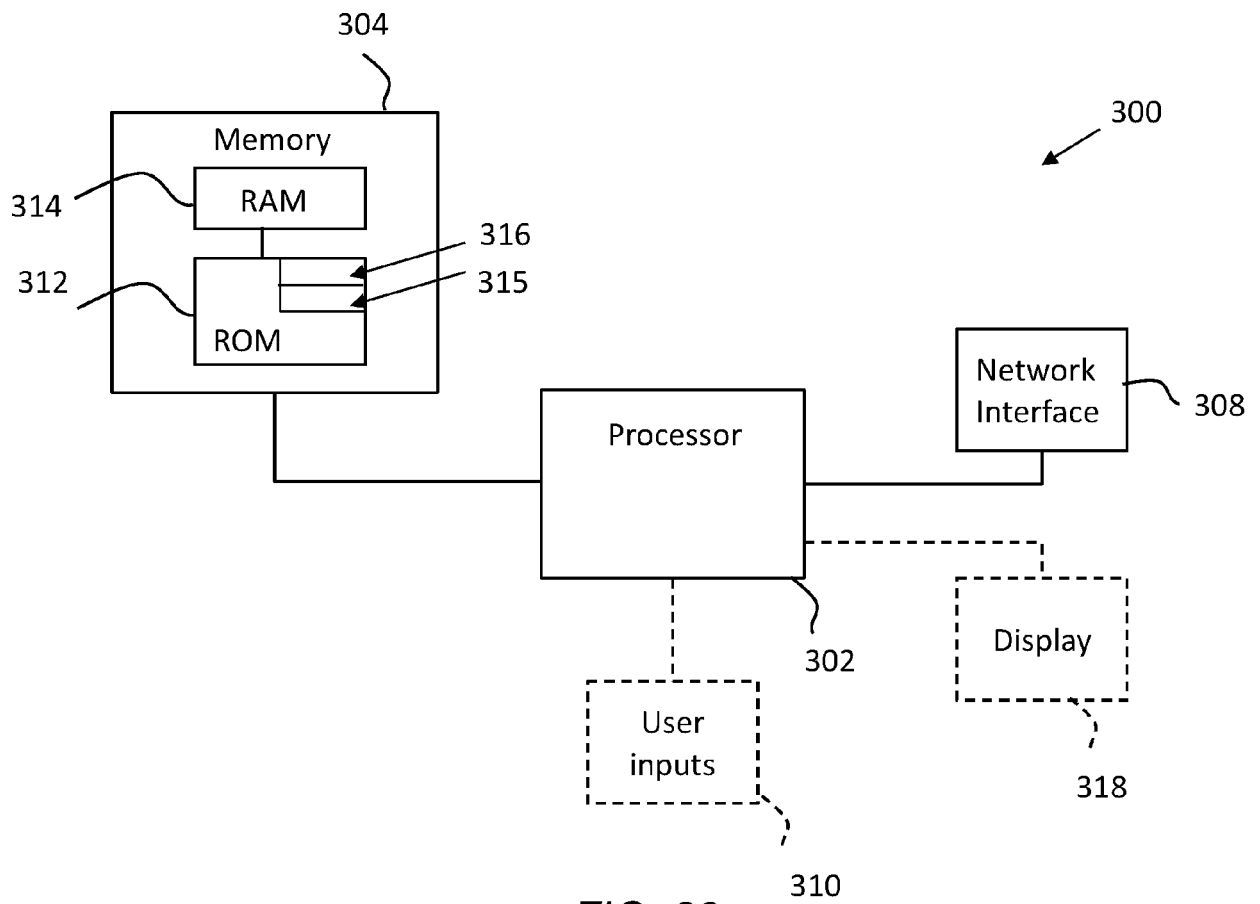 304
300
Memory
RAM
314
316
312
315
ROM
Network
Interface
308
Processor
302
Display
User
inputs
318
310